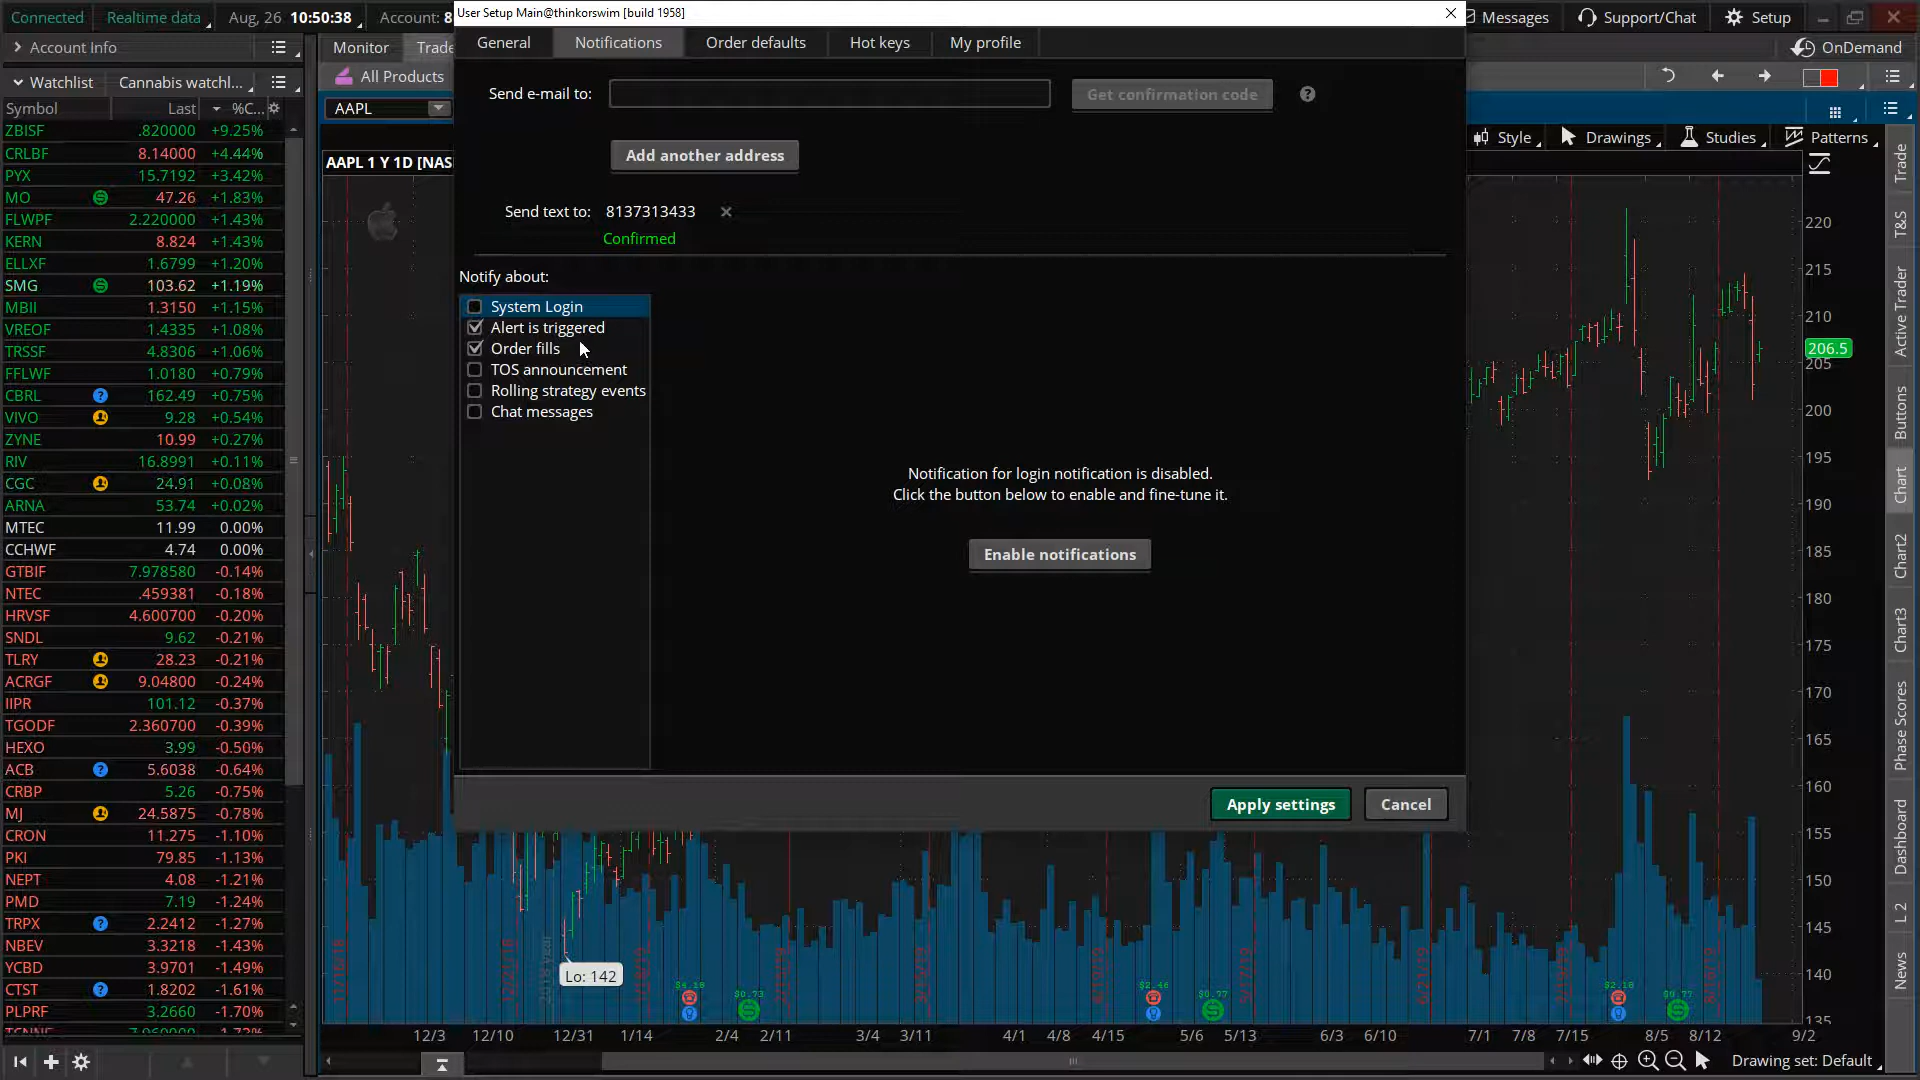 Connected
Realtime data
Aug, 26 10:50:38
Account: 8
User Setup Main@thinkorswim [build 1958]
Messages
Support/Chat
Setup
Account Info
Monitor
Trade
OnDemand
All Products
Watchlist
Cannabis watchl...
Symbol Last %C...
ZBISF .820000 +9.25%
CRLBF 8.14000 +4.44%
PYX 15.7192 +3.42%
MO 47.26 +1.83%
FLWPF 2.220000 +1.43%
KERN 8.824 +1.43%
ELLXF 1.6799 +1.20%
SMG 103.62 +1.19%
MBII 1.3150 +1.15%
VREOF 1.4335 +1.08%
TRSSF 4.8306 +1.06%
FFLWF 1.0180 +0.79%
CBRL 162.49 +0.75%
VIVO 9.28 +0.54%
ZYNE 10.99 +0.27%
RIV 16.8991 +0.11%
CGC 24.91 +0.08%
ARNA 53.74 +0.02%
MTEC 11.99 0.00%
CCHWF 4.74 0.00%
GTBIF 7.978580 -0.14%
NTEC .459381 -0.18%
HRVSF 4.600700 -0.20%
SNDL 9.62 -0.21%
TLRY 28.23 -0.21%
ACRGF 9.04800 -0.24%
IIPR 101.12 -0.37%
TGODF 2.360700 -0.39%
HEXO 3.99 -0.50%
ACB 5.6038 -0.64%
CRBP 5.26 -0.75%
MJ 24.5875 -0.78%
CRON 11.275 -1.10%
PKI 79.85 -1.13%
NEPT 4.08 -1.21%
PMD 7.19 -1.24%
TRPX 2.2412 -1.27%
NBEV 3.3218 -1.43%
YCBD 3.9701 -1.49%
CTST 1.8202 -1.61%
PLPRF 3.2660 -1.70%
AAPL
AAPL 1 Y 1D [NAS
General
Notifications
Order defaults
Hot keys
My profile
Send e-mail to:
Get confirmation code
?
Add another address
Send text to: 8137313433
Confirmed
Notify about:
System Login
Alert is triggered
Order fills
TOS announcement
Rolling strategy events
Chat messages
Notification for login notification is disabled.
Click the button below to enable and fine-tune it.
Enable notifications
Apply settings
Cancel
Style
Drawings
Studies
Patterns
220
215
210
206.5
205
200
195
190
185
180
175
170
165
160
155
150
145
140
135
Trade
T&S
Active Trader
Buttons
Chart
Chart2
Chart3
Phase Scores
Dashboard
L 2
News
Lo: 142
2018 year
$0.73
$2.46
$0.77
$2.18
$0.77
12/3 12/10 12/31 1/14 2/4 2/11 3/4 3/11 4/1 4/8 4/15 5/6 5/13 6/3 6/10 7/1 7/8 7/15 8/5 8/12 9/2
Drawing set: Default